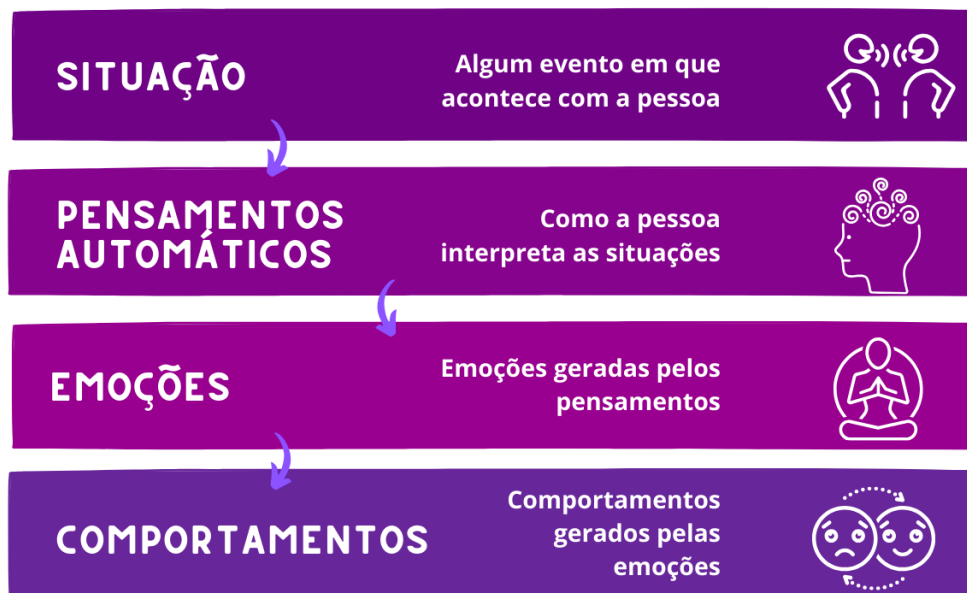 SITUAÇÃO
Algum evento em que
acontece com a pessoa
PENSAMENTOS
AUTOMÁTICOS
Como a pessoa
interpreta as situações
EMOÇÕES
Emoções geradas pelos
pensamentos
COMPORTAMENTOS
Comportamentos
gerados pelas
emoções